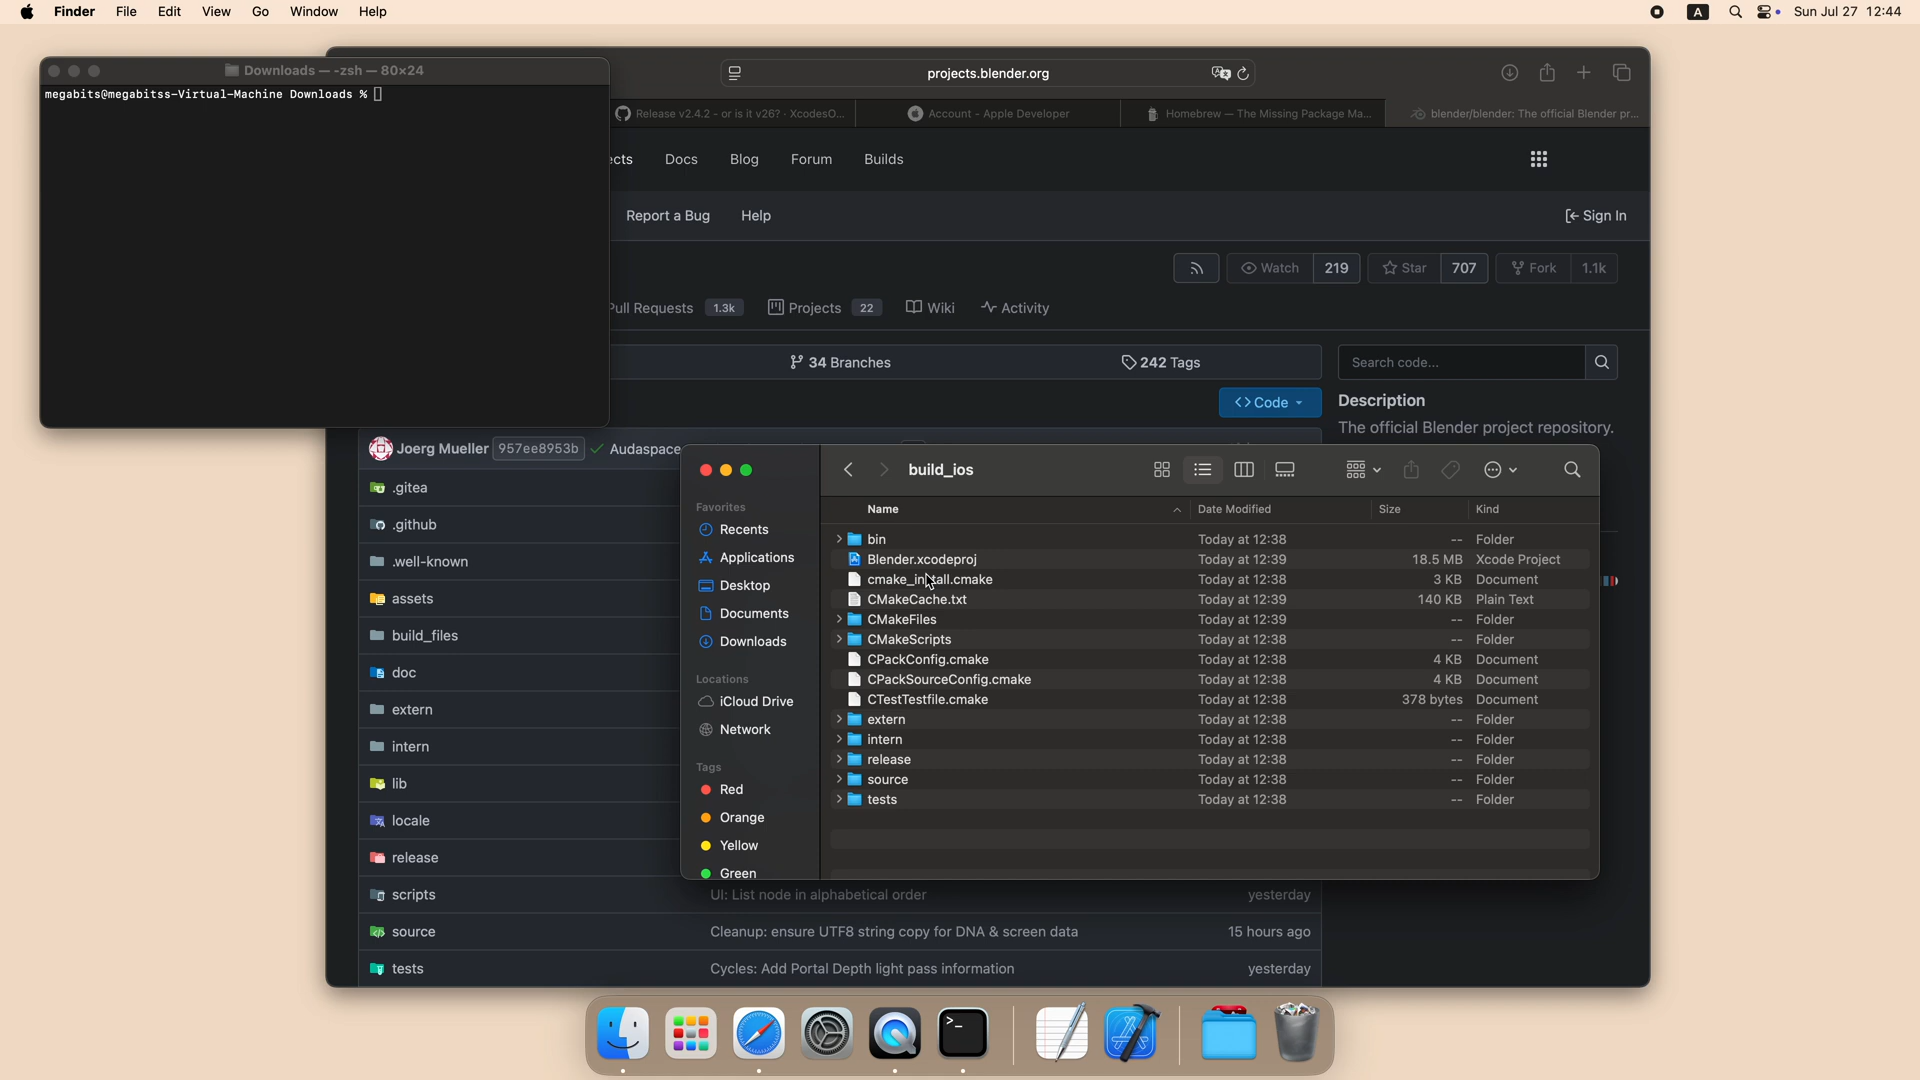 Finder File Edit View Go Window Help
A Sun Jul 27 12:44
Downloads — -zsh — 80×24
megabits@megabitss-Virtual-Machine Downloads %
projects.blender.org
Release v2.4.2 - or is it v26? · XcodesO...
Account - Apple Developer
Homebrew — The Missing Package Ma...
blender/blender: The official Blender pr...
ects Docs Blog Forum Builds
Report a Bug Help
Sign In
Watch 219 Star 707 Fork 1.1k
Pull Requests 1.3k Projects 22 Wiki Activity
34 Branches 242 Tags
Search code...
<> Code
Description
The official Blender project repository.
Joerg Mueller 957ee8953b Audaspace
.gitea
.github
.well-known
assets
build_files
doc
extern
intern
lib
locale
release
scripts UI: List node in alphabetical order yesterday
source Cleanup: ensure UTF8 string copy for DNA & screen data 15 hours ago
tests Cycles: Add Portal Depth light pass information yesterday
build_ios
Favorites
Recents
Applications
Desktop
Documents
Downloads
Locations
iCloud Drive
Network
Tags
Red
Orange
Yellow
Green
Name Date Modified Size Kind
bin Today at 12:38 -- Folder
Blender.xcodeproj Today at 12:39 18.5 MB Xcode Project
cmake_install.cmake Today at 12:38 3 KB Document
CMakeCache.txt Today at 12:39 140 KB Plain Text
CMakeFiles Today at 12:39 -- Folder
CMakeScripts Today at 12:38 -- Folder
CPackConfig.cmake Today at 12:38 4 KB Document
CPackSourceConfig.cmake Today at 12:38 4 KB Document
CTestTestfile.cmake Today at 12:38 378 bytes Document
extern Today at 12:38 -- Folder
intern Today at 12:38 -- Folder
release Today at 12:38 -- Folder
source Today at 12:38 -- Folder
tests Today at 12:38 -- Folder